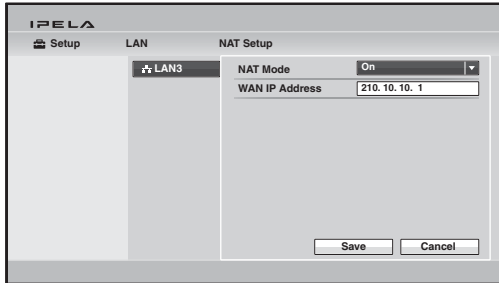 IPELA
Setup LAN NAT Setup
LAN3 NAT Mode On
WAN IP Address 210. 10. 10. 1
Save Cancel